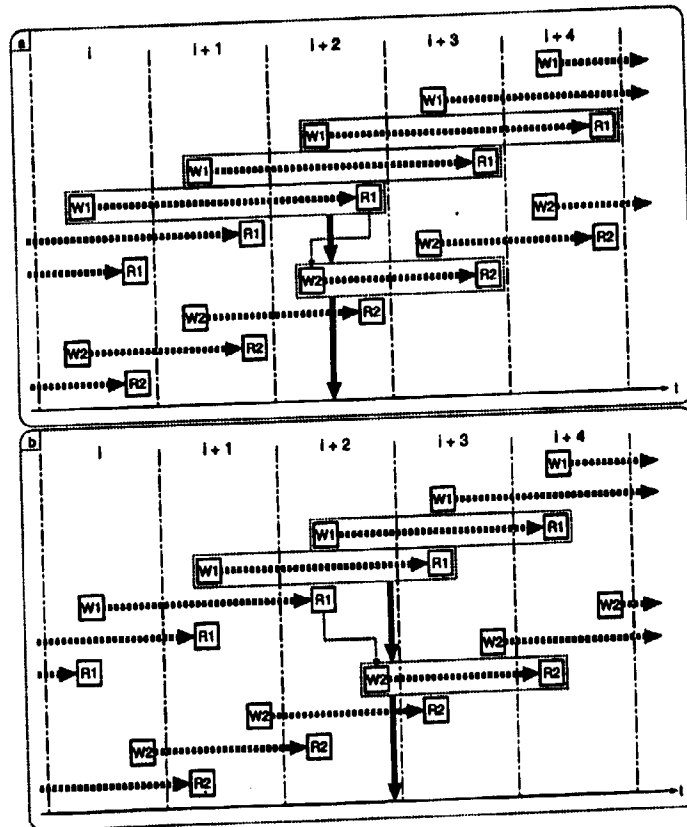 a
i i + 1 i + 2 i + 3 i + 4
W1
W1
W1 R1
W1 R1
W1 R1 W2
R1 W2 R2
R1 W2 R2
W2 R2
W2 R2
R2
t
b
i i + 1 i + 2 i + 3 i + 4
W1
W1
W1 R1
W1 R1
W1 R1 W2
R1 W2
R1 W2 R2
W2 R2
W2 R2
R2
t